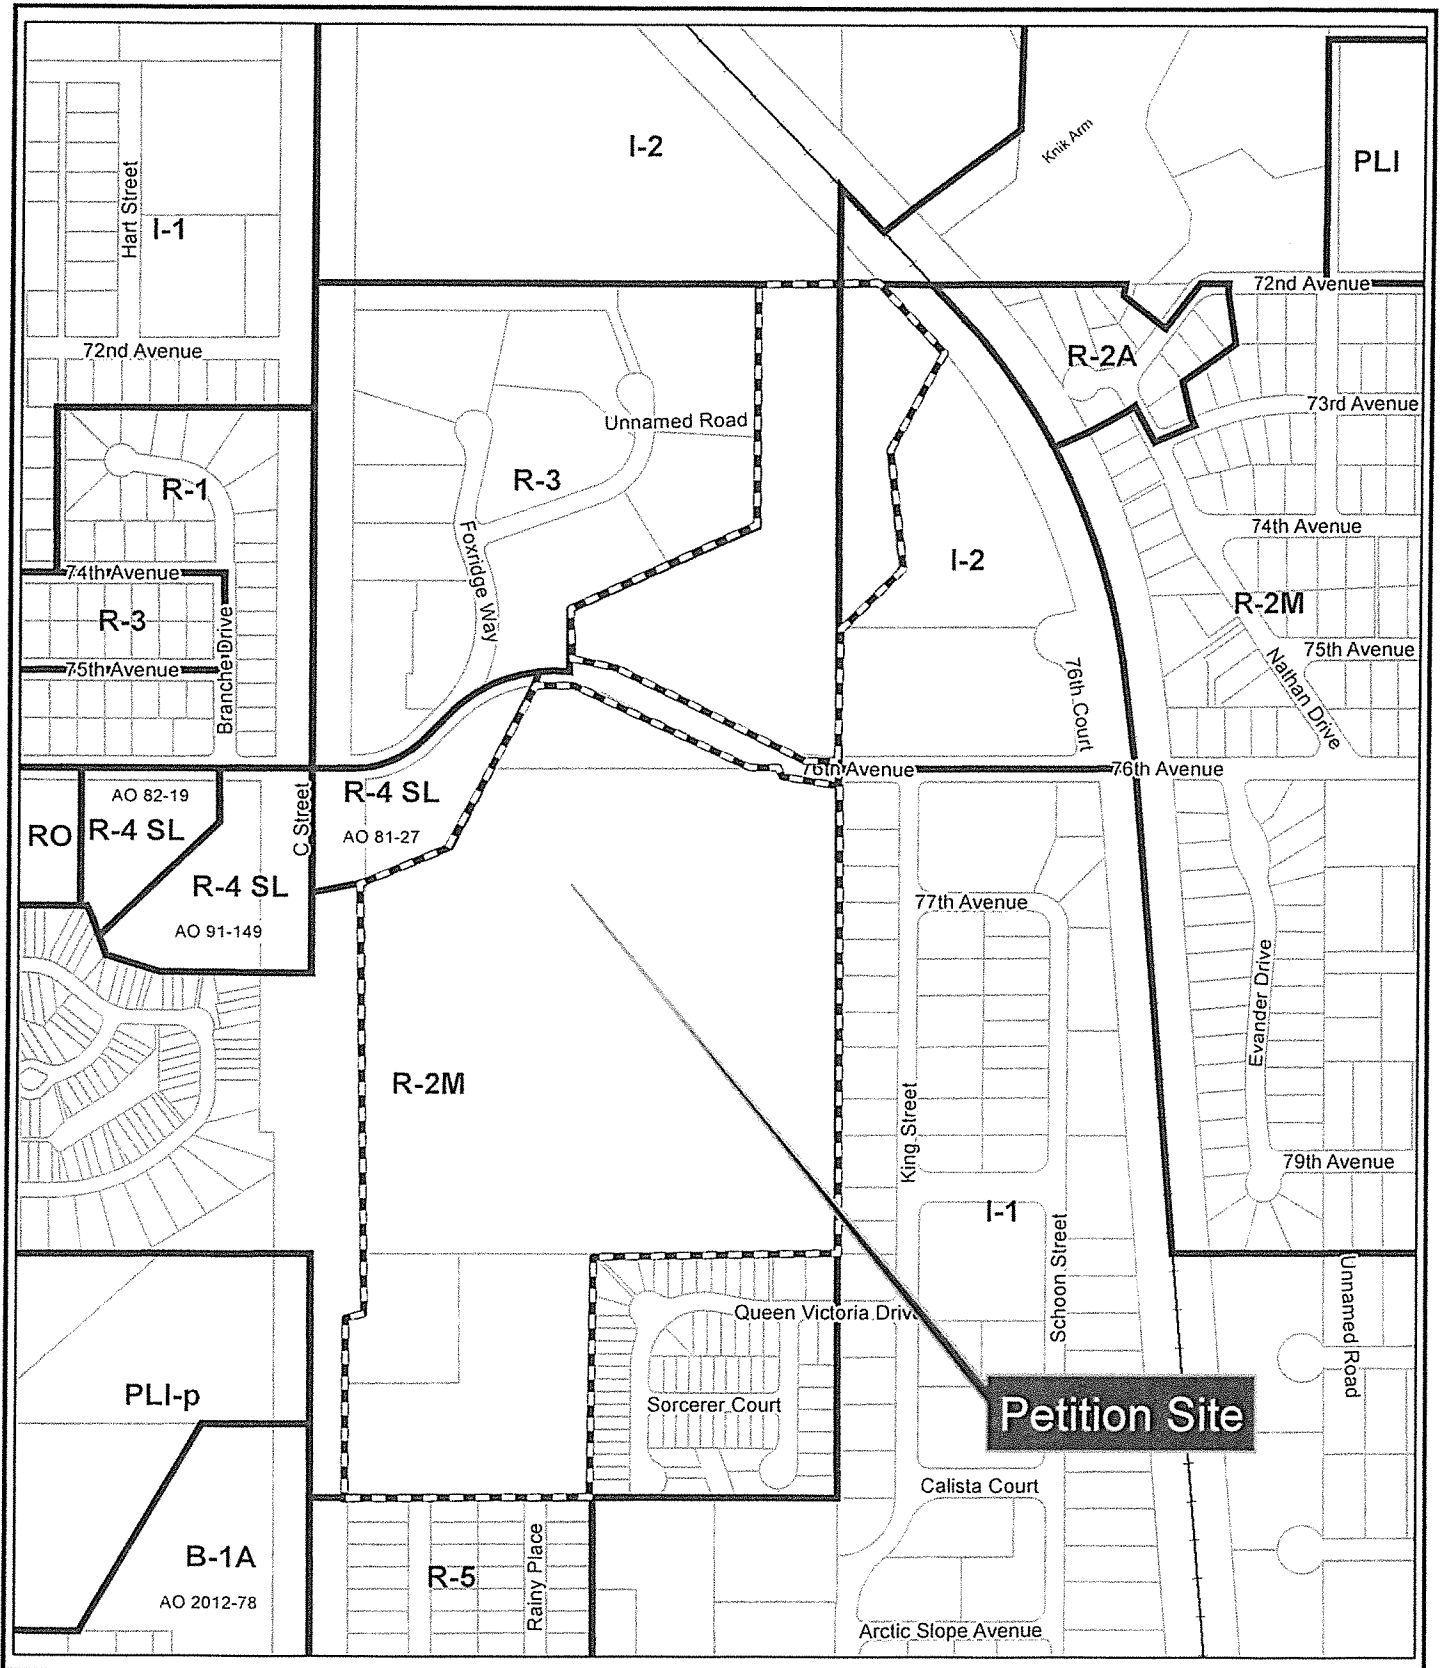 I-2
Knik Arm
PLI
Hart Street
I-1
72nd Avenue
72nd Avenue
R-2A
73rd Avenue
Unnamed Road
R-3
R-1
74th Avenue
Foxridge Way
I-2
74th Avenue
R-3
R-2M
75th Avenue
Branche Drive
75th Avenue
Nathan Drive
76th Court
76th Avenue
76th Avenue
AO 82-19
R-4 SL
RO
C Street
R-4 SL
AO 81-27
R-4 SL
AO 91-149
77th Avenue
Evander Drive
R-2M
King Street
79th Avenue
I-1
Schoon Street
Unnamed Road
Queen Victoria Drive
PLI-p
Sorcerer Court
Petition Site
Calista Court
B-1A
AO 2012-78
R-5
Rainy Place
Arctic Slope Avenue